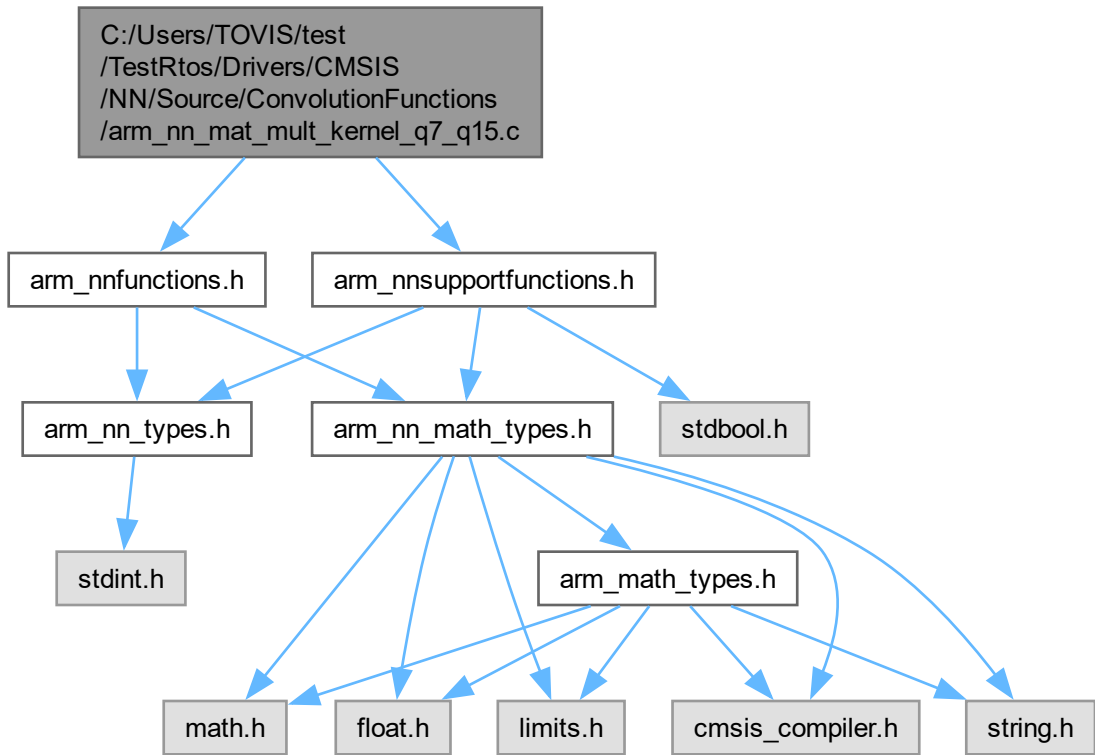 C:/Users/TOVIS/test
/TestRtos/Drivers/CMSIS
/NN/Source/ConvolutionFunctions
/arm_nn_mat_mult_kernel_q7_q15.c
arm_nnfunctions.h
arm_nnsupportfunctions.h
arm_nn_types.h
arm_nn_math_types.h
stdbool.h
stdint.h
arm_math_types.h
math.h
float.h
limits.h
cmsis_compiler.h
string.h